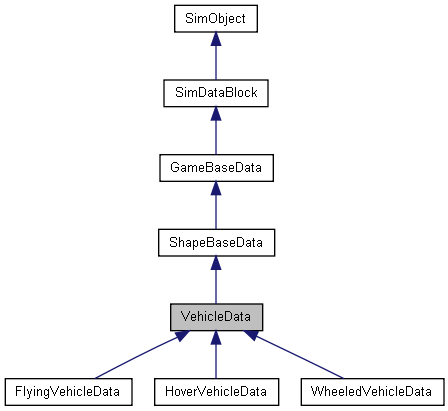 SimObject
SimDataBlock
GameBaseData
ShapeBaseData
VehicleData
FlyingVehicleData
HoverVehicleData
WheeledVehicleData